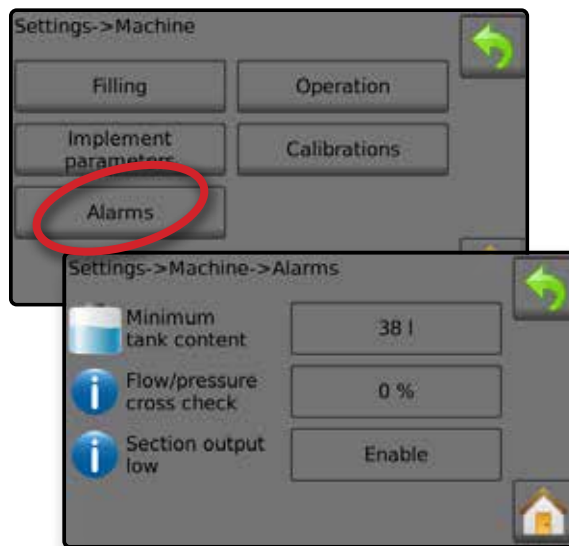 Settings->Machine
Filling
Operation
Implement
parameters
Calibrations
Alarms
Settings->Machine->Alarms
Minimum
tank content
38 l
Flow/pressure
cross check
0 %
Section output
low
Enable